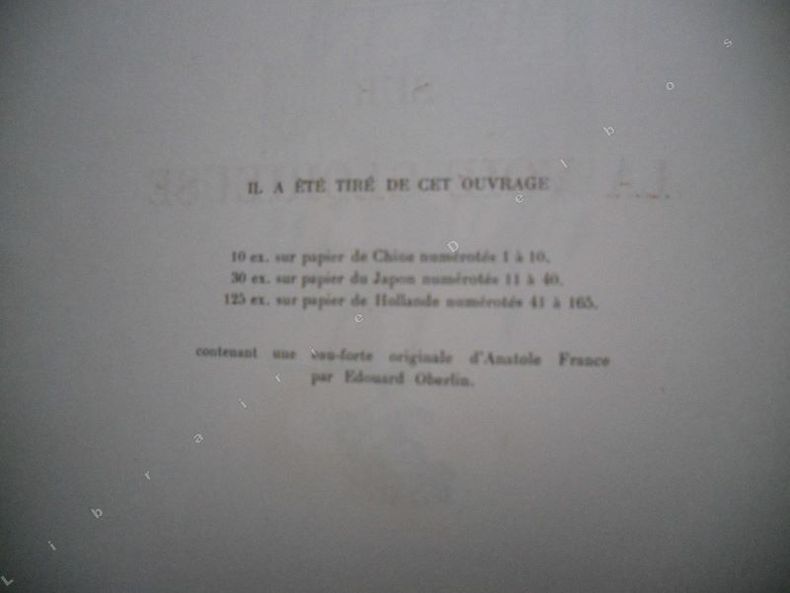 IL A ÉTÉ TIRÉ DE CET OUVRAGE
10 ex. sur papier de Chine numérotés 1 à 10.
30 ex. sur papier du Japon numérotés 11 à 40.
125 ex. sur papier de Hollande numérotés 41 à 165.
contenant une eau-forte originale d'Anatole France
par Edouard Oberlin.
Librairie Delbos